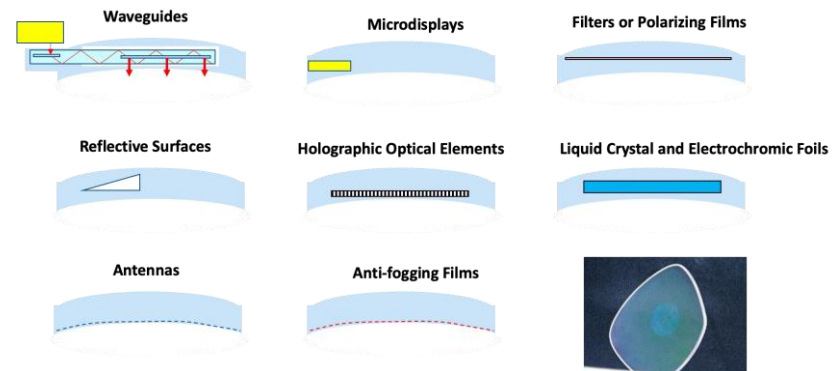 Waveguides
Microdisplays
Filters or Polarizing Films
Reflective Surfaces
Holographic Optical Elements
Liquid Crystal and Electrochromic Foils
Antennas
Anti-fogging Films